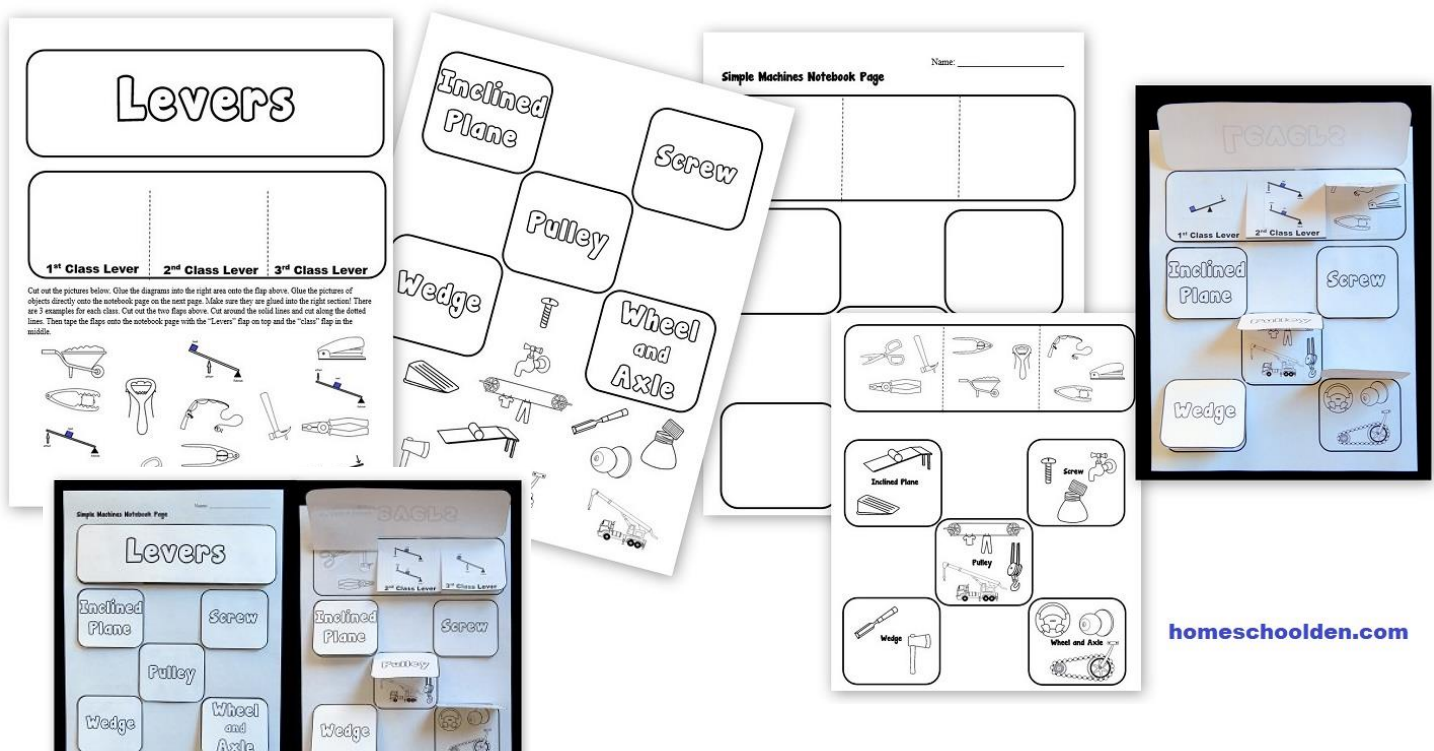 Levers
1st Class Lever
2nd Class Lever
3rd Class Lever
Cut out the pictures below. Glue the diagrams into the right area onto the flap above. Glue the pictures of
objects directly onto the notebook page on the next page. Make sure they are glued into the right section! There
are 3 examples for each class. Cut out the two flaps above. Cut around the solid lines and cut along the dotted
lines. Then tape the flaps onto the notebook page with the "Levers" flap on top and the "class" flap in the
middle.
Inclined
Plane
Screw
Pulley
Wedge
Wheel
and
Axle
Name:
Simple Machines Notebook Page
Inclined Plane
Screw
Pulley
Wedge
Wheel and Axle
Levers
1st Class Lever
2nd Class Lever
Inclined
Plane
Screw
Pulley
Wedge
Simple Machines Notebook Page
Name:
Levers
Inclined
Plane
Screw
Pulley
Wedge
Wheel
and
Axle
Levers
2nd Class Lever
3rd Class Lever
Inclined
Plane
Screw
Pulley
Wedge
homeschoolden.com